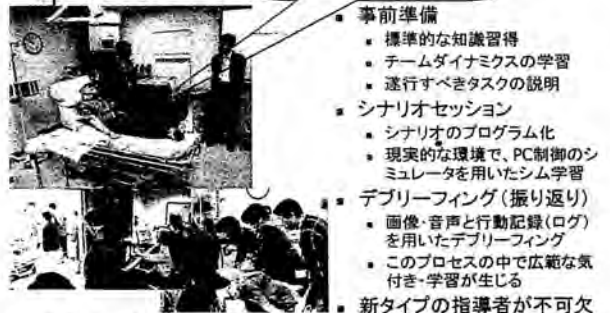 ▪ 事前準備
▪ 標準的な知識習得
▪ チームダイナミクスの学習
▪ 遂行すべきタスクの説明
▪ シナリオセッション
▪ シナリオのプログラム化
▪ 現実的な環境で、PC制御のシ
ミュレータを用いたシム学習
▪ デブリーフィング(振り返り)
▪ 画像・音声と行動記録(ログ)
を用いたデブリーフィング
▪ このプロセスの中で広範な気
付き・学習が生じる
▪ 新タイプの指導者が不可欠